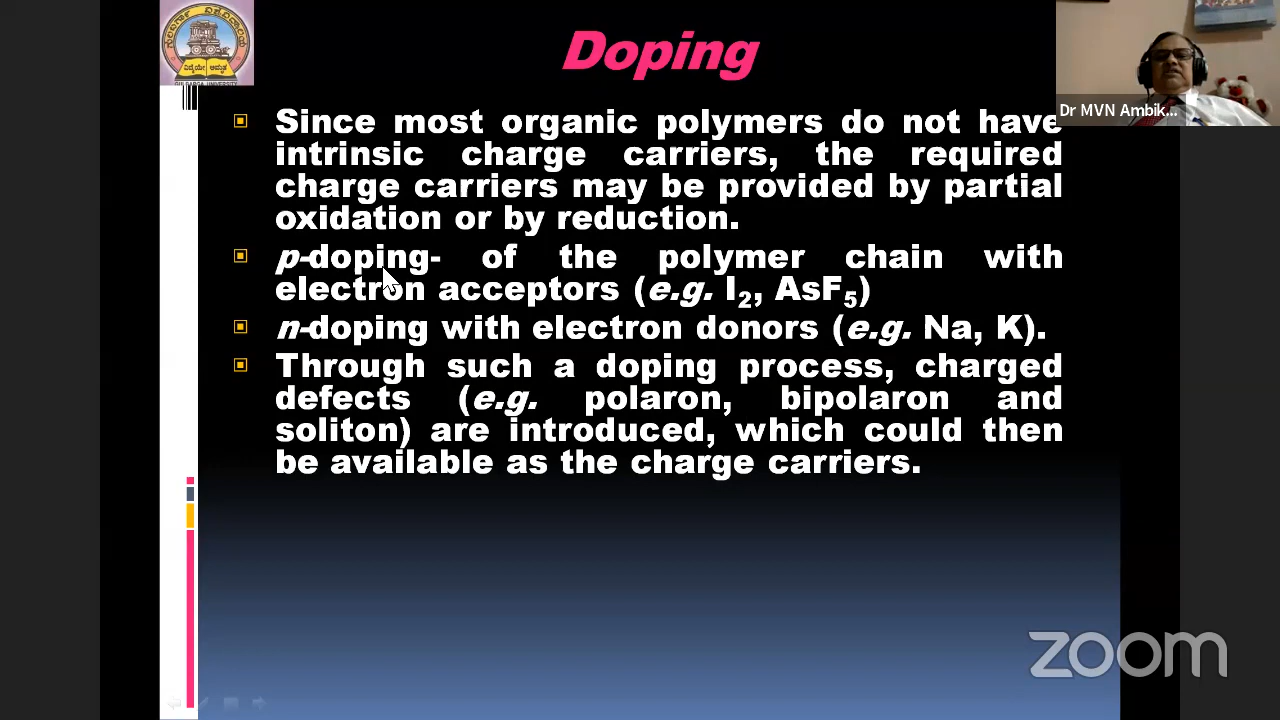 Doping
Dr MVN Ambik...
Since most organic polymers do not have
intrinsic charge carriers, the required
charge carriers may be provided by partial
oxidation or by reduction.
p-doping- of the polymer chain with
electron acceptors (e.g. I₂, AsF₅)
n-doping with electron donors (e.g. Na, K).
Through such a doping process, charged
defects (e.g. polaron, bipolaron and
soliton) are introduced, which could then
be available as the charge carriers.
zoom